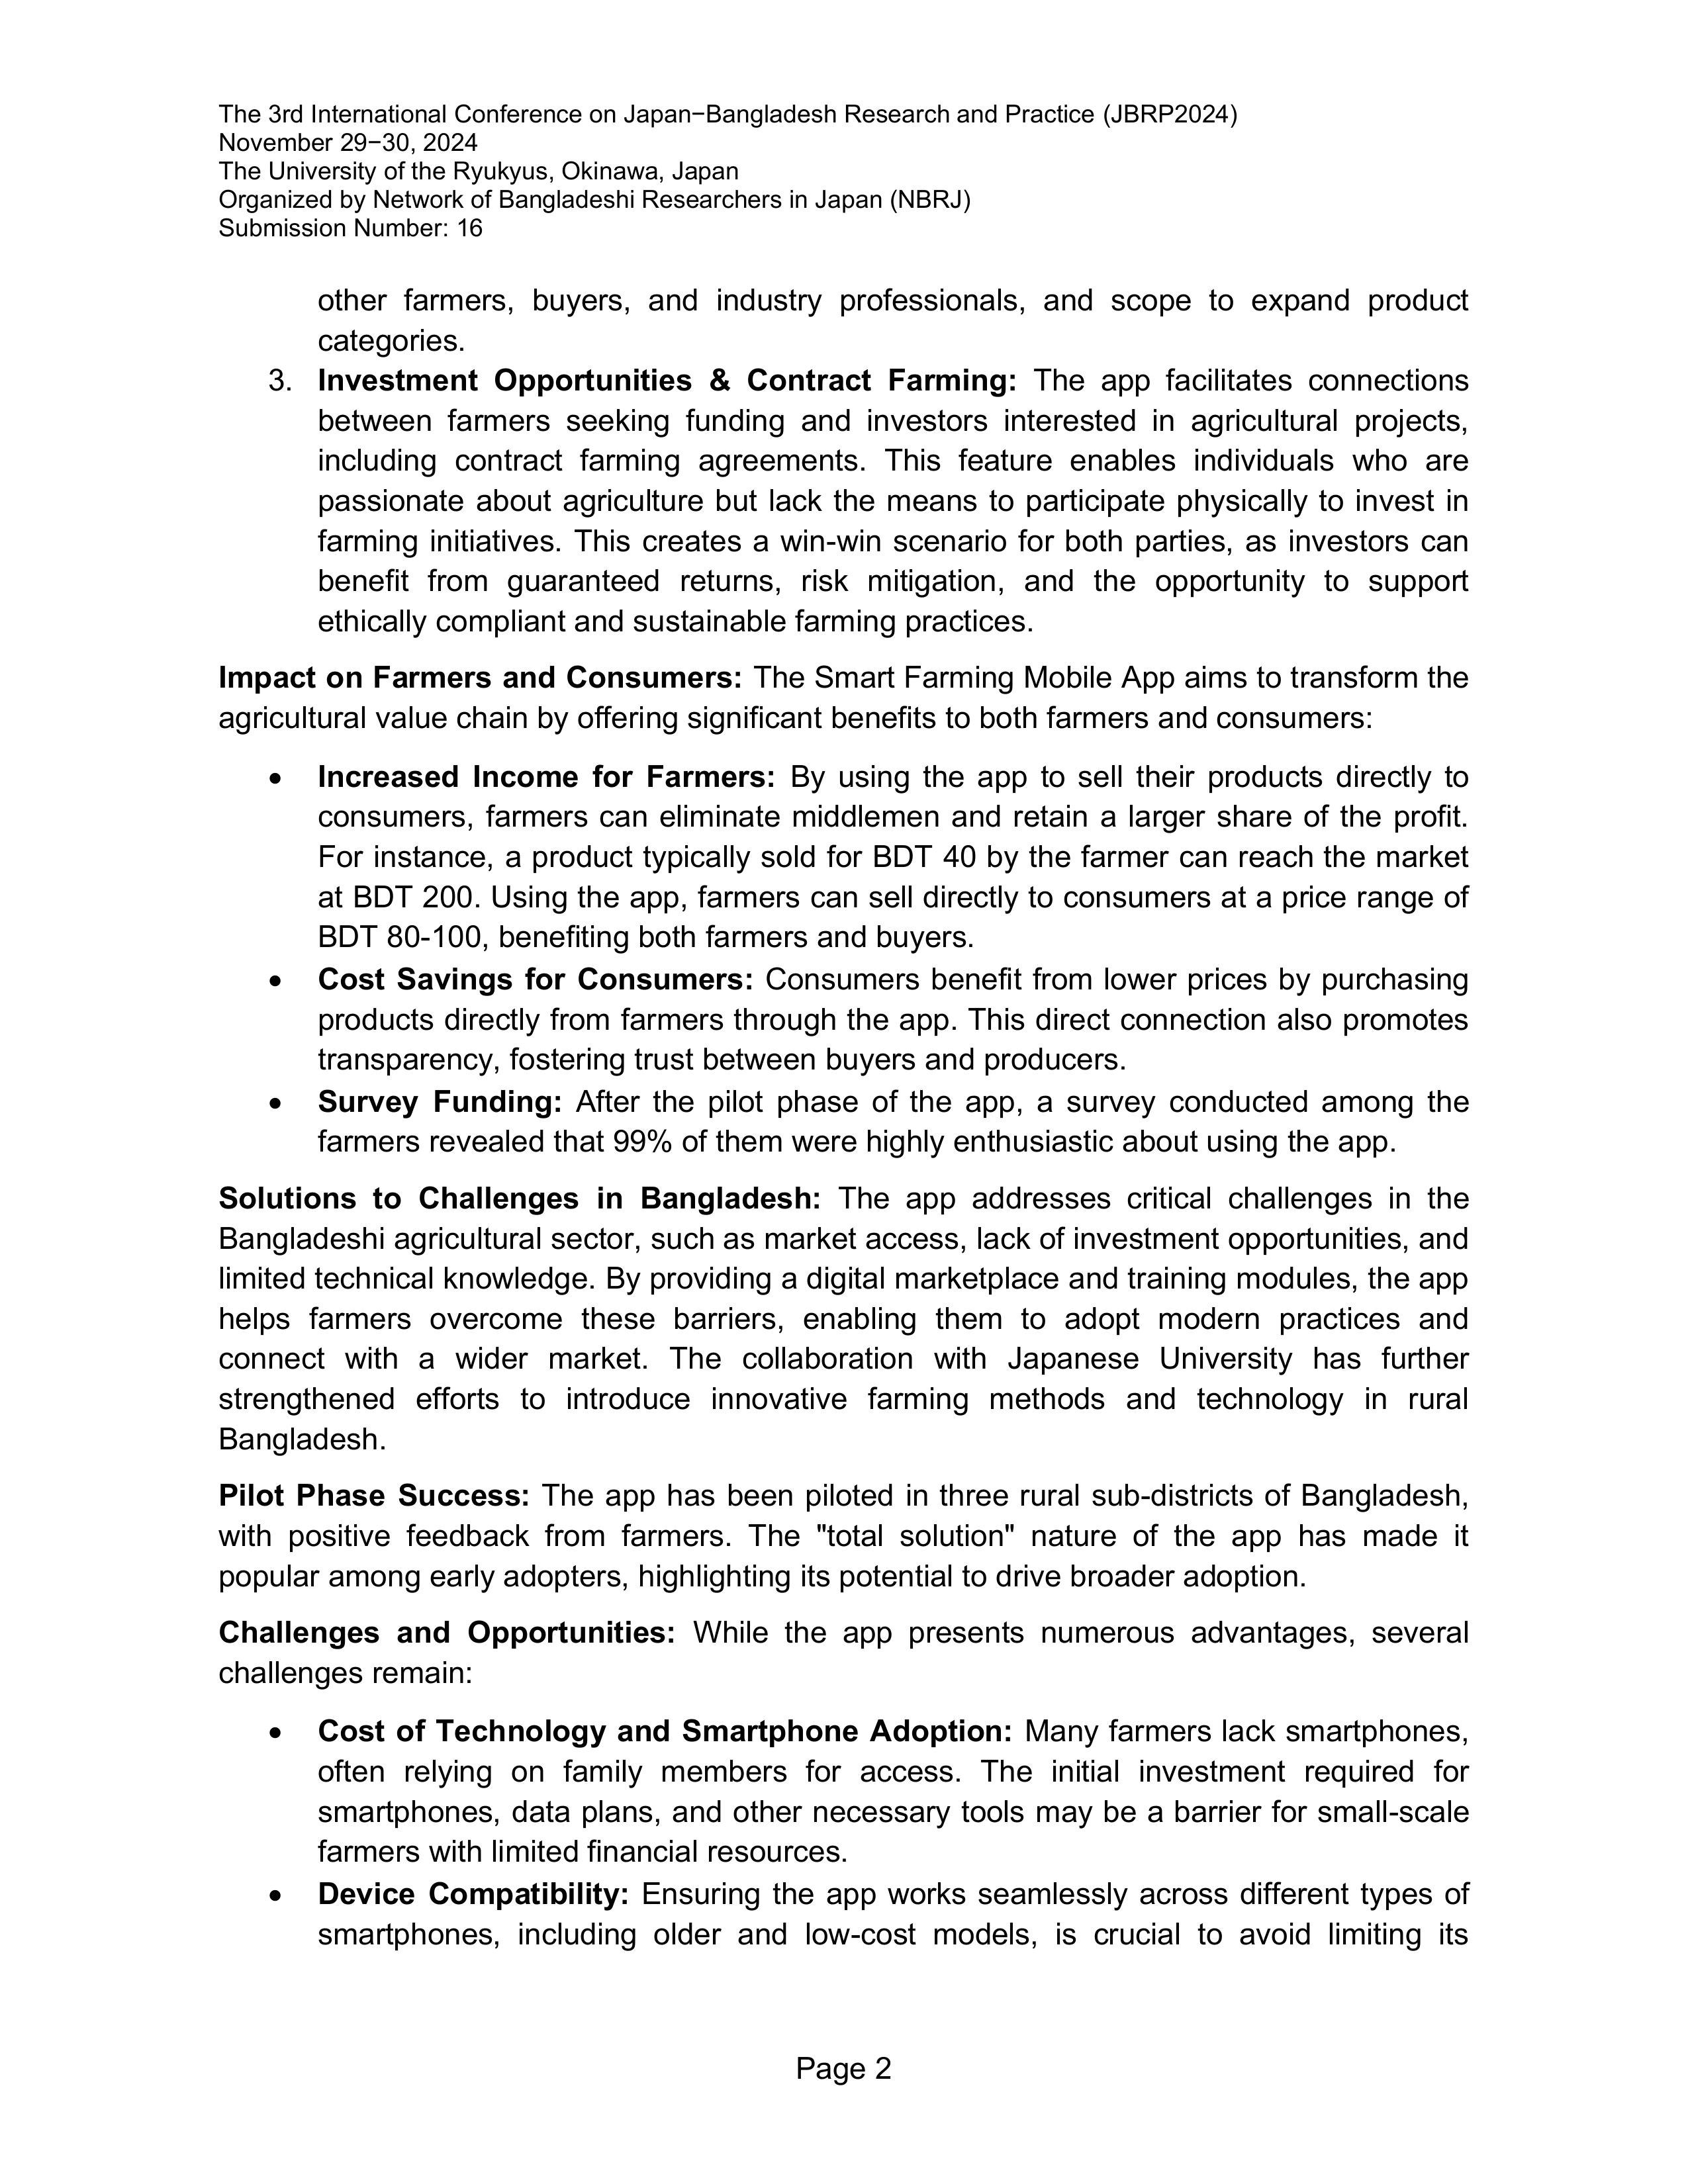 The 3rd International Conference on Japan−Bangladesh Research and Practice (JBRP2024)
November 29−30, 2024
The University of the Ryukyus, Okinawa, Japan
Organized by Network of Bangladeshi Researchers in Japan (NBRJ)
Submission Number: 16
other farmers, buyers, and industry professionals, and scope to expand product
categories.
3. Investment Opportunities & Contract Farming: The app facilitates connections
between farmers seeking funding and investors interested in agricultural projects,
including contract farming agreements. This feature enables individuals who are
passionate about agriculture but lack the means to participate physically to invest in
farming initiatives. This creates a win-win scenario for both parties, as investors can
benefit from guaranteed returns, risk mitigation, and the opportunity to support
ethically compliant and sustainable farming practices.
Impact on Farmers and Consumers: The Smart Farming Mobile App aims to transform the
agricultural value chain by offering significant benefits to both farmers and consumers:
• Increased Income for Farmers: By using the app to sell their products directly to
consumers, farmers can eliminate middlemen and retain a larger share of the profit.
For instance, a product typically sold for BDT 40 by the farmer can reach the market
at BDT 200. Using the app, farmers can sell directly to consumers at a price range of
BDT 80-100, benefiting both farmers and buyers.
• Cost Savings for Consumers: Consumers benefit from lower prices by purchasing
products directly from farmers through the app. This direct connection also promotes
transparency, fostering trust between buyers and producers.
• Survey Funding: After the pilot phase of the app, a survey conducted among the
farmers revealed that 99% of them were highly enthusiastic about using the app.
Solutions to Challenges in Bangladesh: The app addresses critical challenges in the
Bangladeshi agricultural sector, such as market access, lack of investment opportunities, and
limited technical knowledge. By providing a digital marketplace and training modules, the app
helps farmers overcome these barriers, enabling them to adopt modern practices and
connect with a wider market. The collaboration with Japanese University has further
strengthened efforts to introduce innovative farming methods and technology in rural
Bangladesh.
Pilot Phase Success: The app has been piloted in three rural sub-districts of Bangladesh,
with positive feedback from farmers. The "total solution" nature of the app has made it
popular among early adopters, highlighting its potential to drive broader adoption.
Challenges and Opportunities: While the app presents numerous advantages, several
challenges remain:
• Cost of Technology and Smartphone Adoption: Many farmers lack smartphones,
often relying on family members for access. The initial investment required for
smartphones, data plans, and other necessary tools may be a barrier for small-scale
farmers with limited financial resources.
• Device Compatibility: Ensuring the app works seamlessly across different types of
smartphones, including older and low-cost models, is crucial to avoid limiting its
Page 2